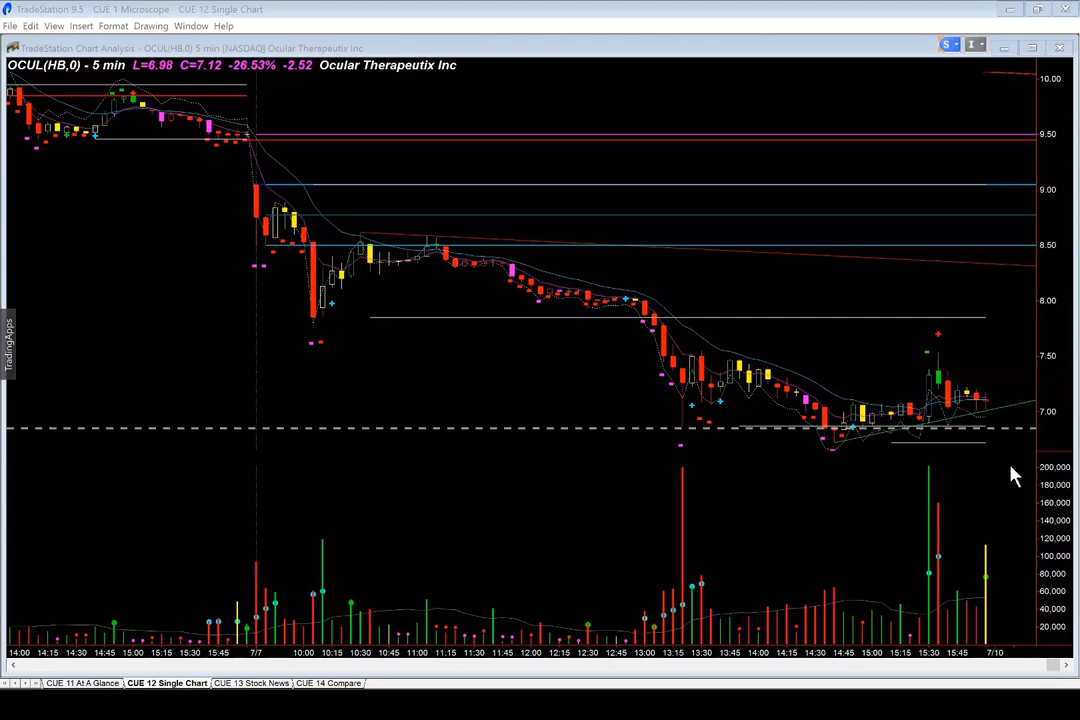 TradeStation 9.5 CUE 1 Microscope CUE 12 Single Chart
File Edit View Insert Format Drawing Window Help
TradeStation Chart Analysis - OCUL(HB,0) 5 min [NASDAQ] Ocular Therapeutix Inc
S I
OCUL(HB,0) - 5 min L=6.98 C=7.12 -26.53% -2.52 Ocular Therapeutix Inc
10.00
9.50
9.00
8.50
8.00
TradingApps
7.50
7.00
200,000
180,000
160,000
140,000
120,000
100,000
80,000
60,000
40,000
20,000
14:00 14:15 14:30 14:45 15:00 15:15 15:30 15:45 7/7 10:00 10:15 10:30 10:45 11:00 11:15 11:30 11:45 12:00 12:15 12:30 12:45 13:00 13:15 13:30 13:45 14:00 14:15 14:30 14:45 15:00 15:15 15:30 15:45 7/10
CUE 11 At A Glance CUE 12 Single Chart CUE 13 Stock News CUE 14 Compare